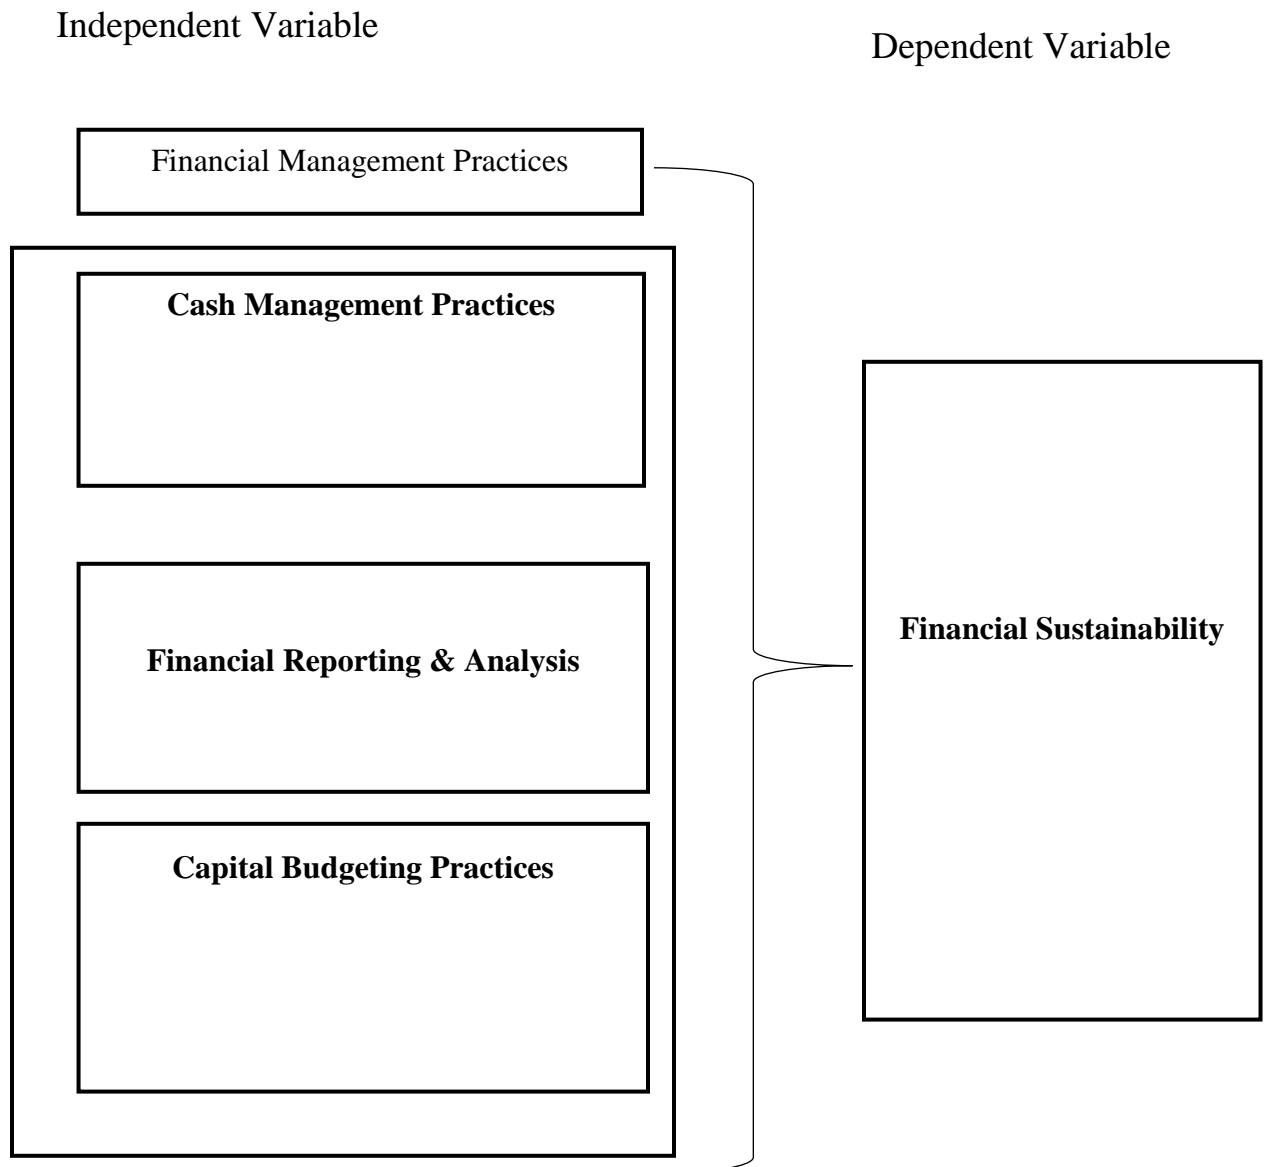 Independent Variable
Dependent Variable
Financial Management Practices
Cash Management Practices
Financial Reporting & Analysis
Capital Budgeting Practices
Financial Sustainability